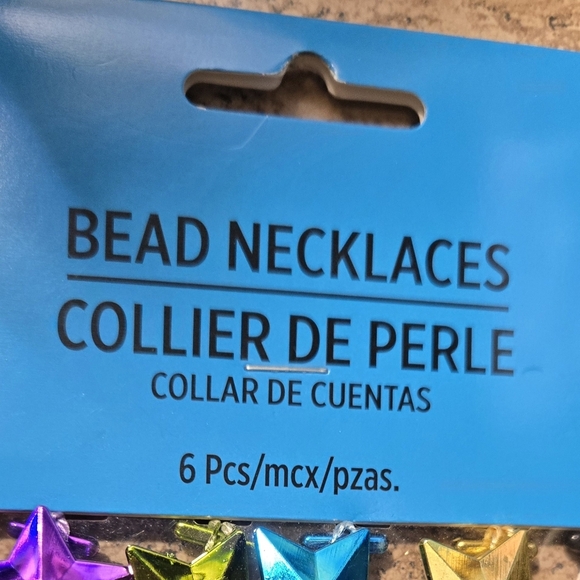 BEAD NECKLACES
COLLIER DE PERLE
COLLAR DE CUENTAS
6 Pcs/mcx/pzas.